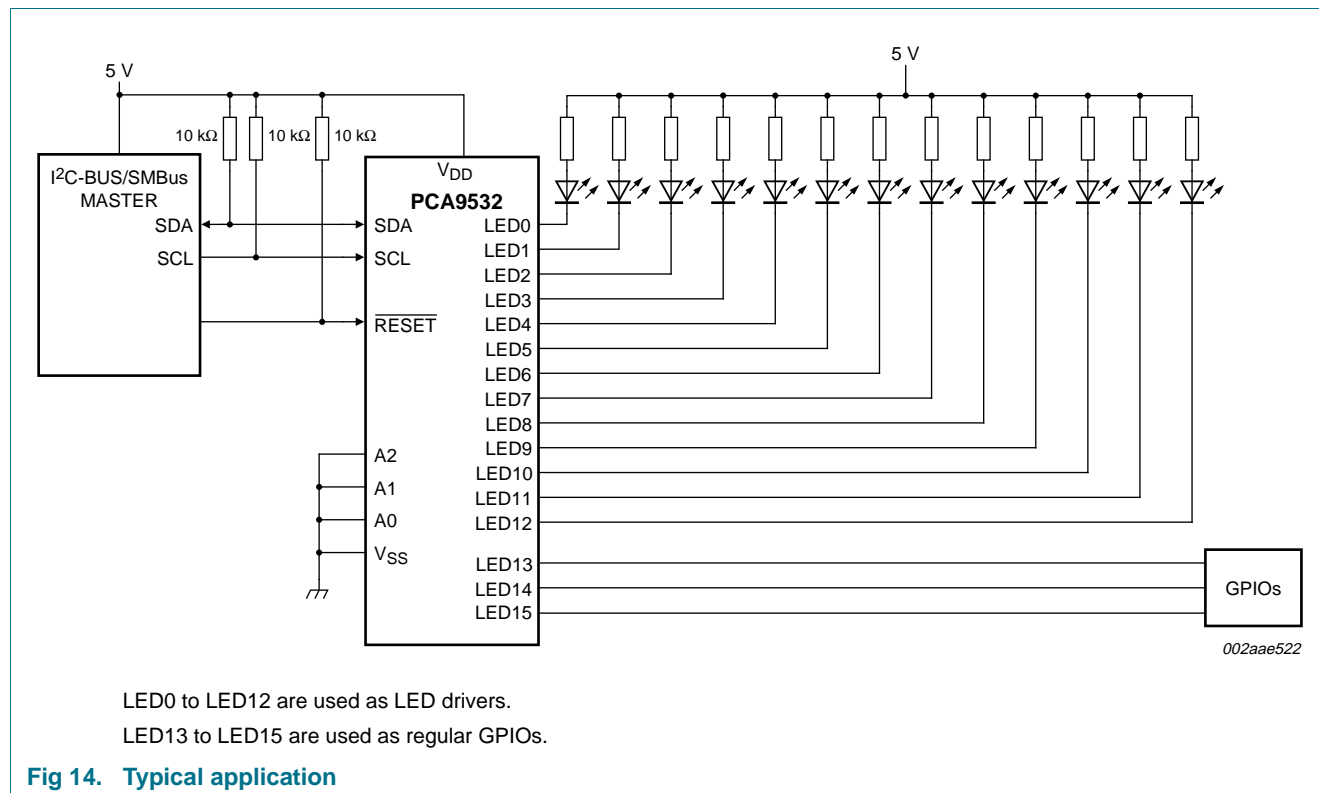 5 V
5 V
10 kΩ
10 kΩ
I²C-BUS/SMBus
MASTER
SDA
SCL
VDD
PCA9532
SDA
SCL
RESET
A2
A1
A0
VSS
LED0
LED1
LED2
LED3
LED4
LED5
LED6
LED7
LED8
LED9
LED10
LED11
LED12
LED13
LED14
LED15
GPIOs
002aae522
LED0 to LED12 are used as LED drivers.
LED13 to LED15 are used as regular GPIOs.
Fig 14. Typical application